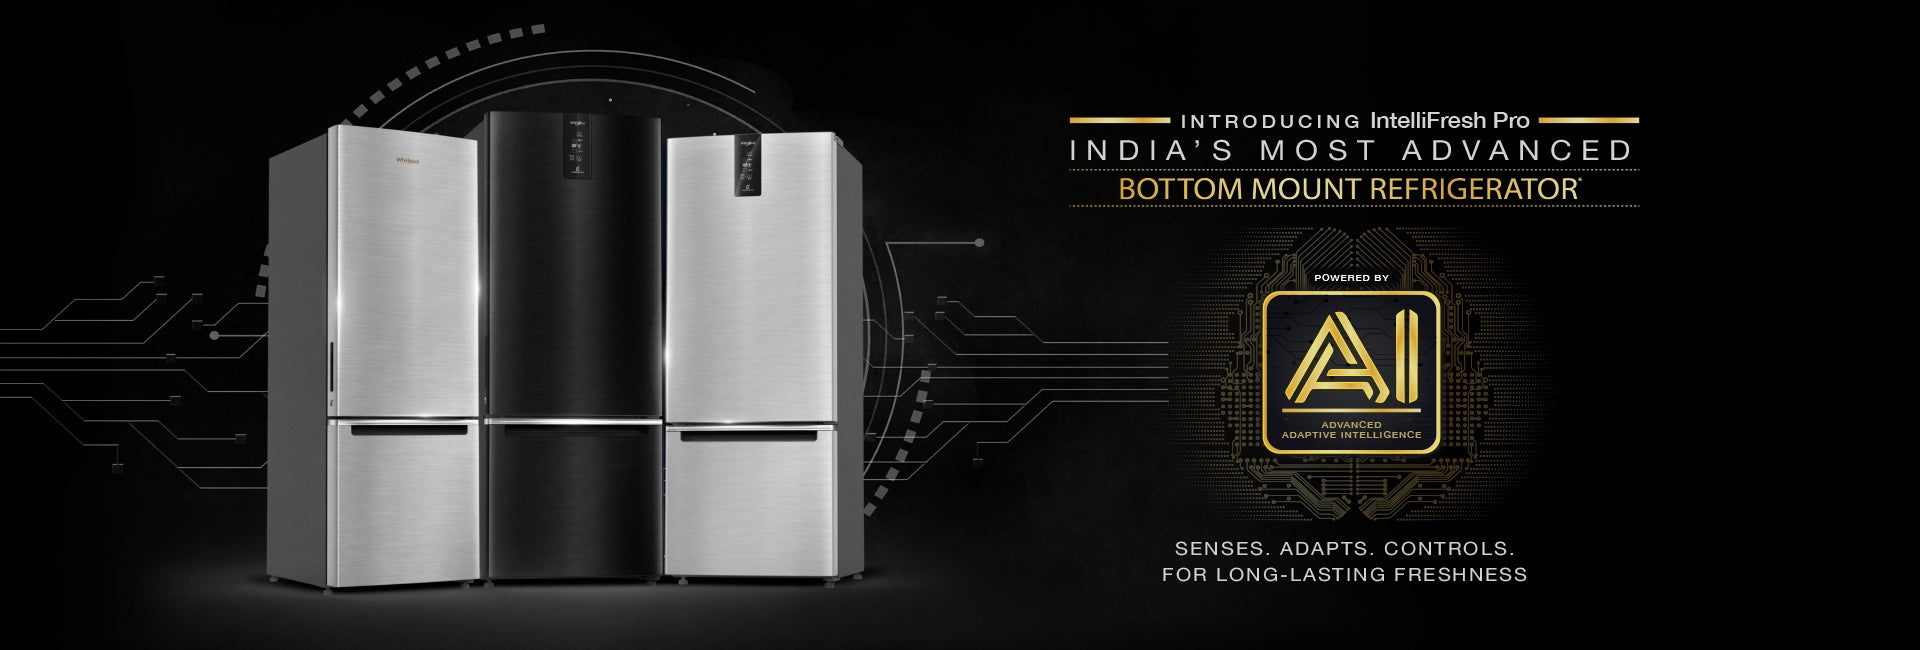 Whirlpool
INTRODUCING IntelliFresh Pro
INDIA'S MOST ADVANCED
BOTTOM MOUNT REFRIGERATOR*
POWERED BY
AI
ADVANCED
ADAPTIVE INTELLIGENCE
SENSES. ADAPTS. CONTROLS.
FOR LONG-LASTING FRESHNESS